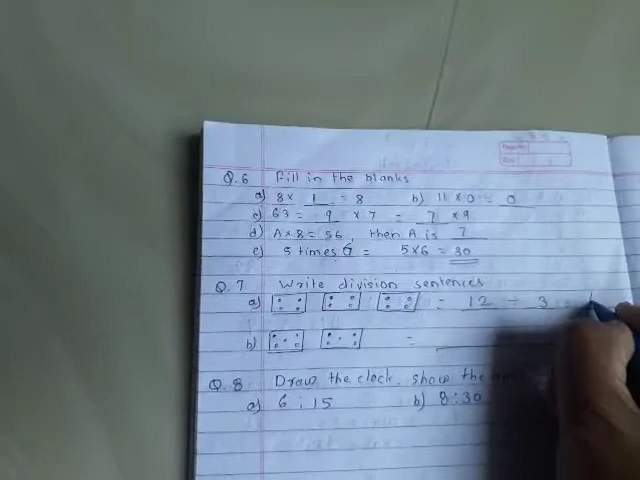 Q.6 Fill in the blanks
a) 8 × 1 = 8 b) 11 × 0 = 0
c) 63 = 9 × 7 = 7 × 9
d) A × 8 = 56, then A is 7
e) 5 times 6 = 5×6 = 30
Q.7 Write division sentences
a) = 12 ÷ 3 =
b) =
Q.8 Draw the clock. show the
a) 6 : 15 b) 8:30